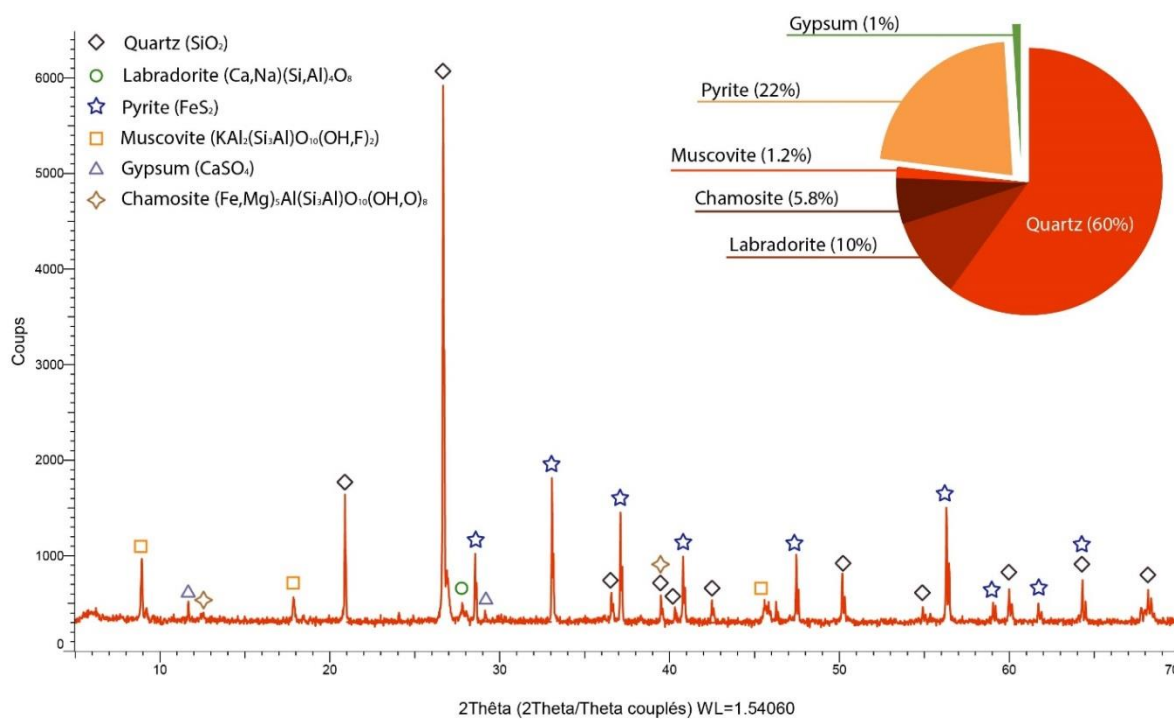 Quartz (SiO₂)
Labradorite (Ca,Na)(Si,Al)₄O₈
Pyrite (FeS₂)
Muscovite (KAl₂(Si₃Al)O₁₀(OH,F)₂)
Gypsum (CaSO₄)
Chamosite (Fe,Mg)₅Al(Si₃Al)O₁₀(OH,O)₈
Gypsum (1%)
Pyrite (22%)
Muscovite (1.2%)
Chamosite (5.8%)
Labradorite (10%)
Quartz (60%)
Coups
6000
5000
4000
3000
2000
1000
0
10 20 30 40 50 60 70
2Thêta (2Theta/Theta couplés) WL=1.54060